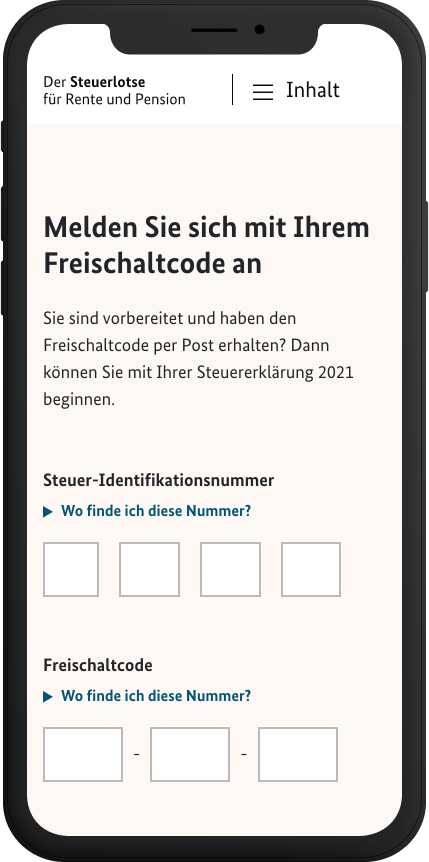 Der Steuerlotse
für Rente und Pension
Inhalt
Melden Sie sich mit Ihrem
Freischaltcode an
Sie sind vorbereitet und haben den
Freischaltcode per Post erhalten? Dann
können Sie mit Ihrer Steuererklärung 2021
beginnen.
Steuer-Identifikationsnummer
▶ Wo finde ich diese Nummer?
Freischaltcode
▶ Wo finde ich diese Nummer?
- -